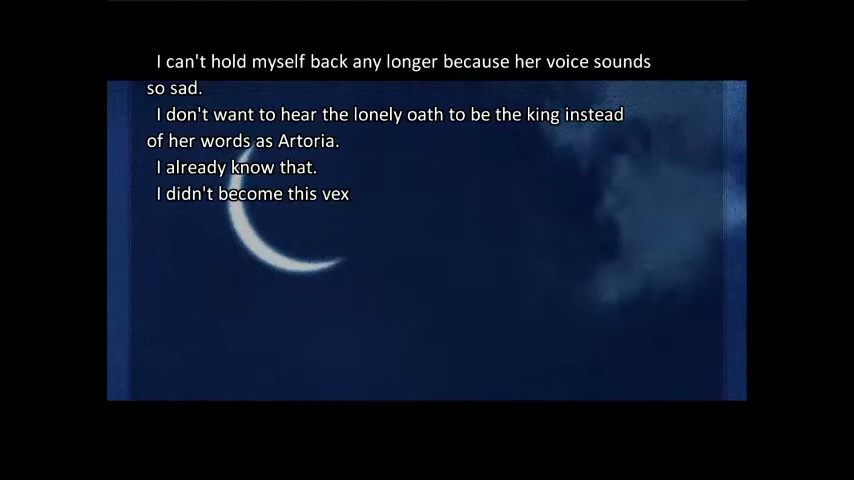 I can't hold myself back any longer because her voice sounds
so sad.
I don't want to hear the lonely oath to be the king instead
of her words as Artoria.
I already know that.
I didn't become this vex